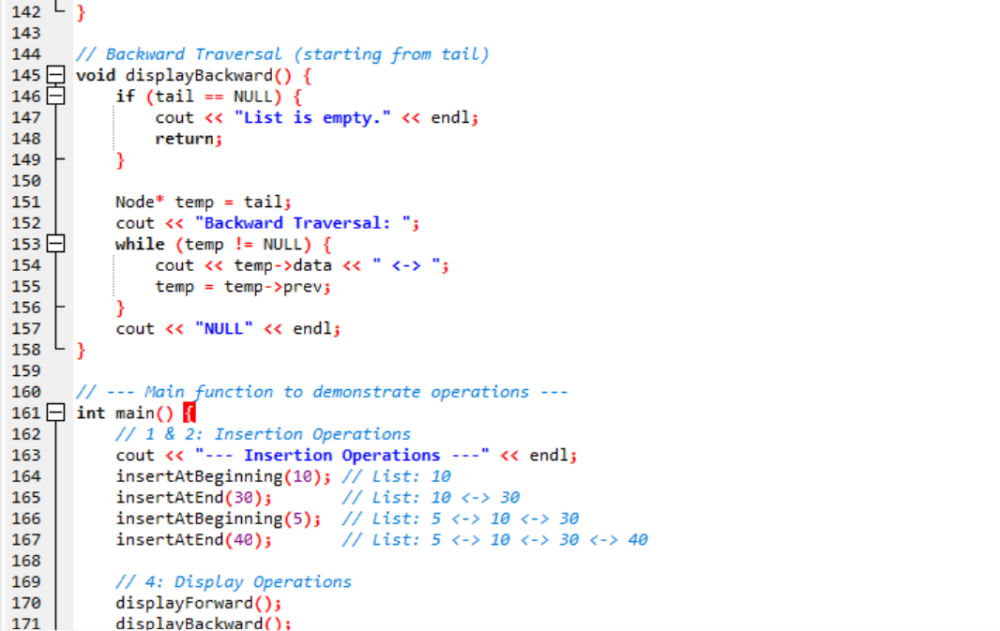 142 }
143
144 // Backward Traversal (starting from tail)
145 void displayBackward() {
146     if (tail == NULL) {
147         cout << "List is empty." << endl;
148         return;
149     }
150
151     Node* temp = tail;
152     cout << "Backward Traversal: ";
153     while (temp != NULL) {
154         cout << temp->data << " <-> ";
155         temp = temp->prev;
156     }
157     cout << "NULL" << endl;
158 }
159
160 // --- Main function to demonstrate operations ---
161 int main() {
162     // 1 & 2: Insertion Operations
163     cout << "--- Insertion Operations ---" << endl;
164     insertAtBeginning(10); // List: 10
165     insertAtEnd(30);       // List: 10 <-> 30
166     insertAtBeginning(5);  // List: 5 <-> 10 <-> 30
167     insertAtEnd(40);       // List: 5 <-> 10 <-> 30 <-> 40
168
169     // 4: Display Operations
170     displayForward();
171     displayBackward();